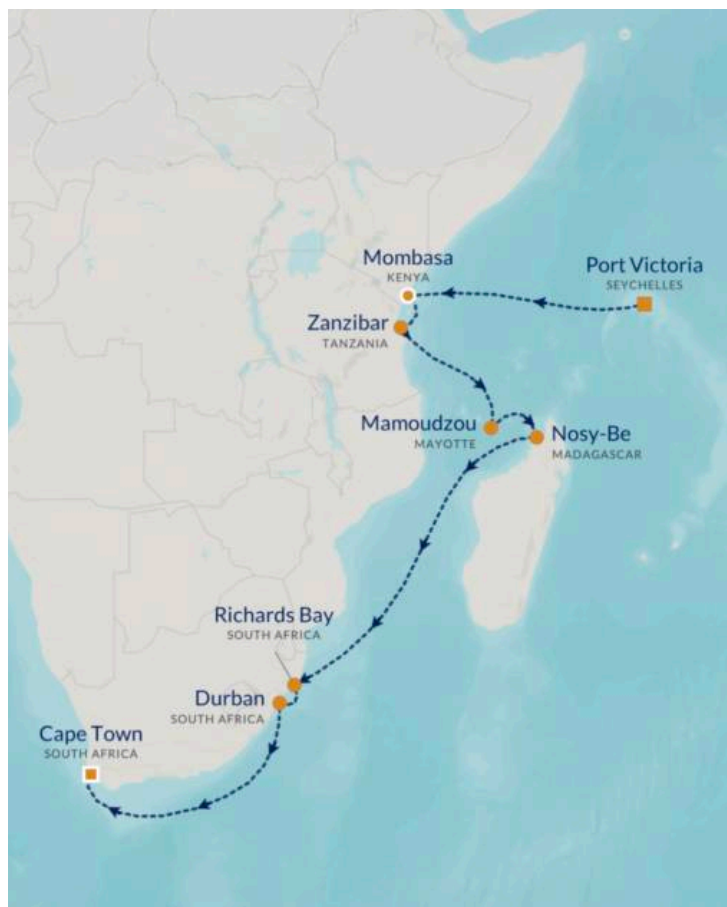 Mombasa
KENYA
Port Victoria
SEYCHELLES
Zanzibar
TANZANIA
Mamoudzou
MAYOTTE
Nosy-Be
MADAGASCAR
Richards Bay
SOUTH AFRICA
Durban
SOUTH AFRICA
Cape Town
SOUTH AFRICA